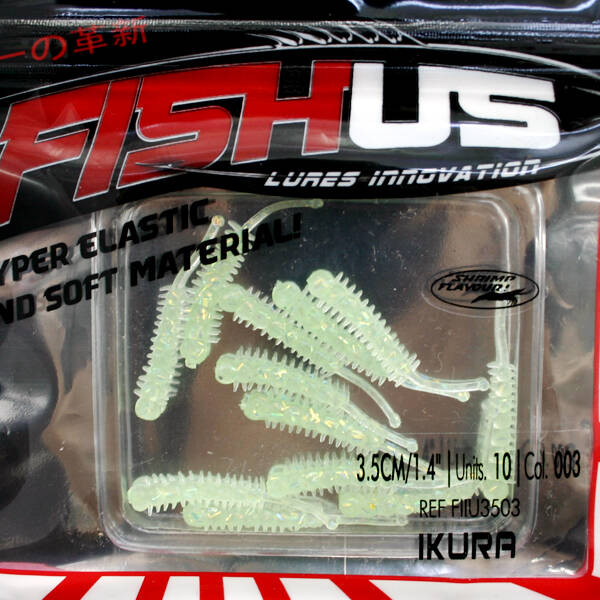 ーの革新
FISHUS
LURES INNOVATION
YPER ELASTIC
ND SOFT MATERIAL!
SHRIMP
FLAVOUR!
3.5CM/1.4" | Units. 10 | Col. 003
REF FIIU3503
IKURA